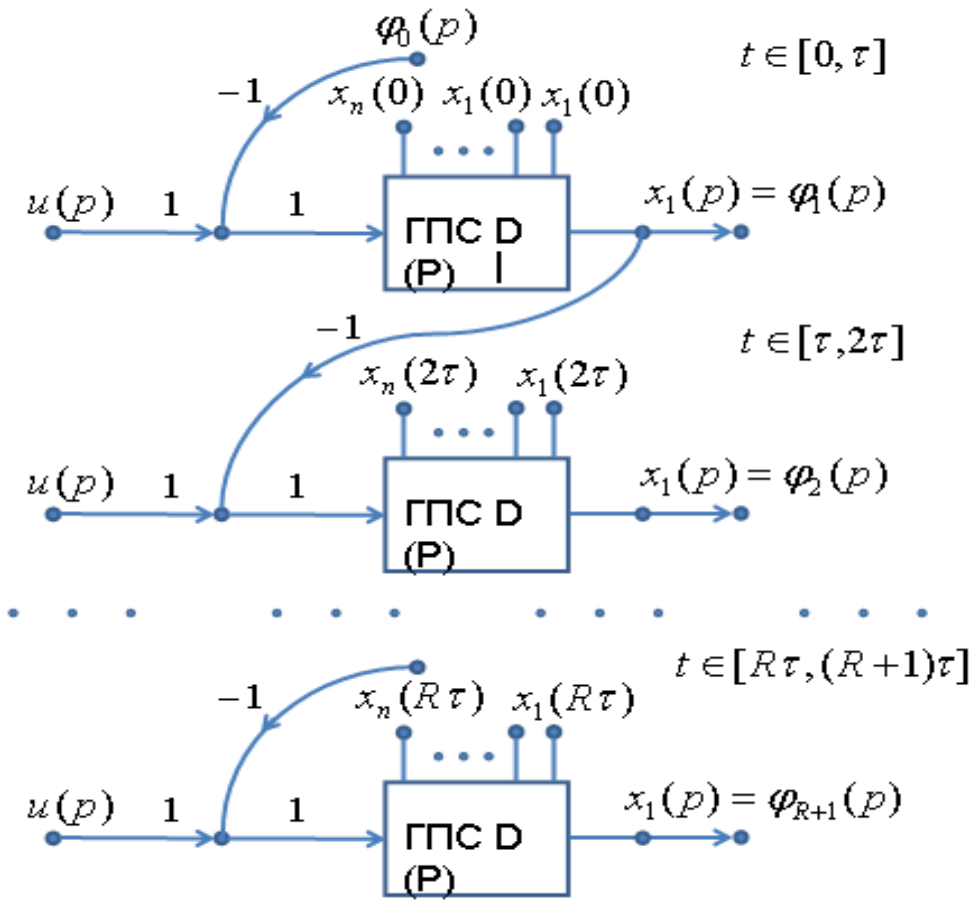 φ₀(p)
t ∈ [0, τ]
−1
xₙ(0) x₁(0) x₁(0)
u(p) 1 1 x₁(p) = φ₁(p)
ГПС D
(P) I
−1
t ∈ [τ, 2τ]
xₙ(2τ) x₁(2τ)
u(p) 1 1 x₁(p) = φ₂(p)
ГПС D
(P)
t ∈ [Rτ, (R+1)τ]
−1
xₙ(Rτ) x₁(Rτ)
u(p) 1 1 x₁(p) = φ_{R+1}(p)
ГПС D
(P)